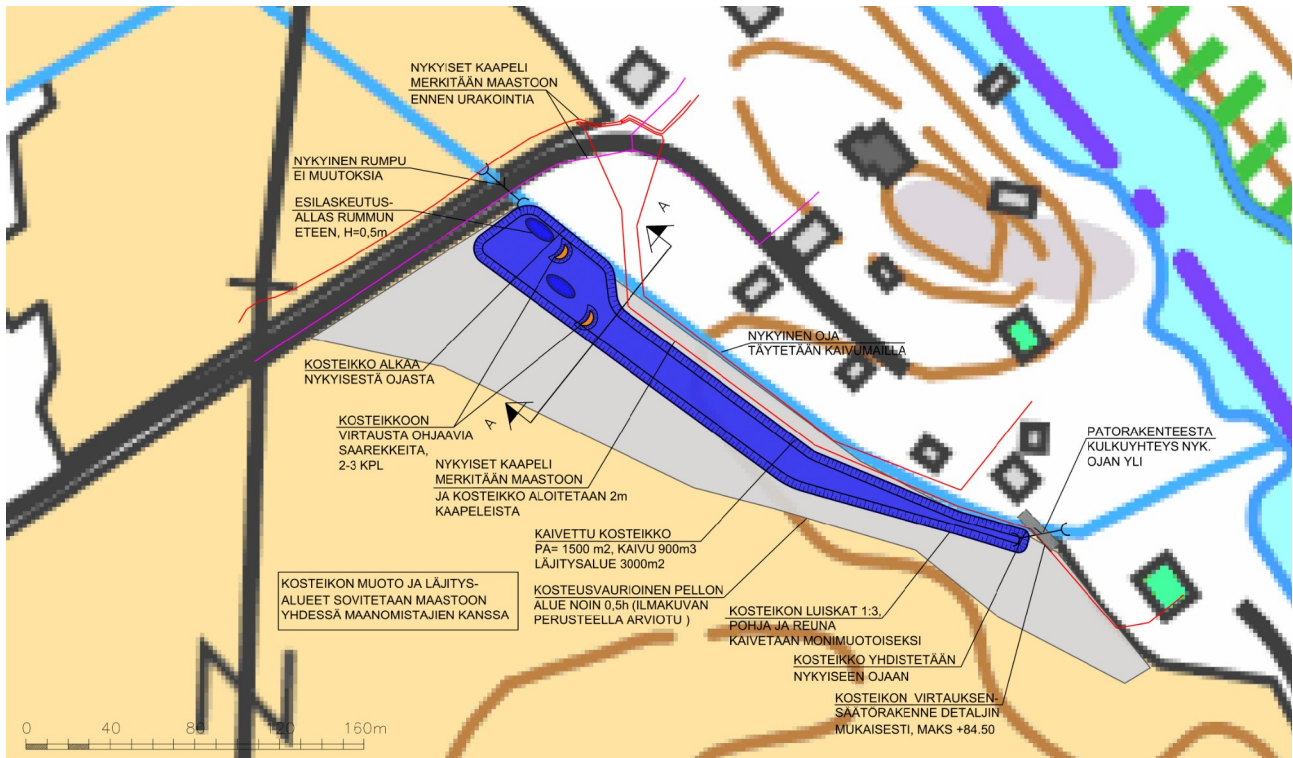 NYKYISET KAAPELI
MERKITÄÄN MAASTOON
ENNEN URAKOINTIA
NYKYINEN RUMPU
EI MUUTOKSIA
ESILASKEUTUS-
ALLAS RUMMUN
ETEEN, H=0,5m
A
NYKYINEN OJA
TÄYTETÄÄN KAIVUMAILLA
KOSTEIKKO ALKAA
NYKYISESTÄ OJASTA
A
KOSTEIKKOON
VIRTAUSTA OHJAAVIA
SAAREKKEITA,
2-3 KPL
PATORAKENTEESTA
KULKUYHTEYS NYK.
OJAN YLI
NYKYISET KAAPELI
MERKITÄÄN MAASTOON
JA KOSTEIKKO ALOITETAAN 2m
KAAPELEISTA
KAIVETTU KOSTEIKKO
PA= 1500 m2, KAIVU 900m3
LÄJITYSALUE 3000m2
KOSTEIKON MUOTO JA LÄJITYS-
ALUEET SOVITETAAN MAASTOON
YHDESSÄ MAANOMISTAJIEN KANSSA
KOSTEUSVAURIOINEN PELLON
ALUE NOIN 0,5h (ILMAKUVAN
PERUSTEELLA ARVIOTU )
KOSTEIKON LUISKAT 1:3,
POHJA JA REUNA
KAIVETAAN MONIMUOTOISEKSI
KOSTEIKKO YHDISTETÄÄN
NYKYISEEN OJAAN
KOSTEIKON VIRTAUKSEN-
SÄÄTÖRAKENNE DETALJIN
MUKAISESTI, MAKS +84.50
N
0 40 80 120 160m